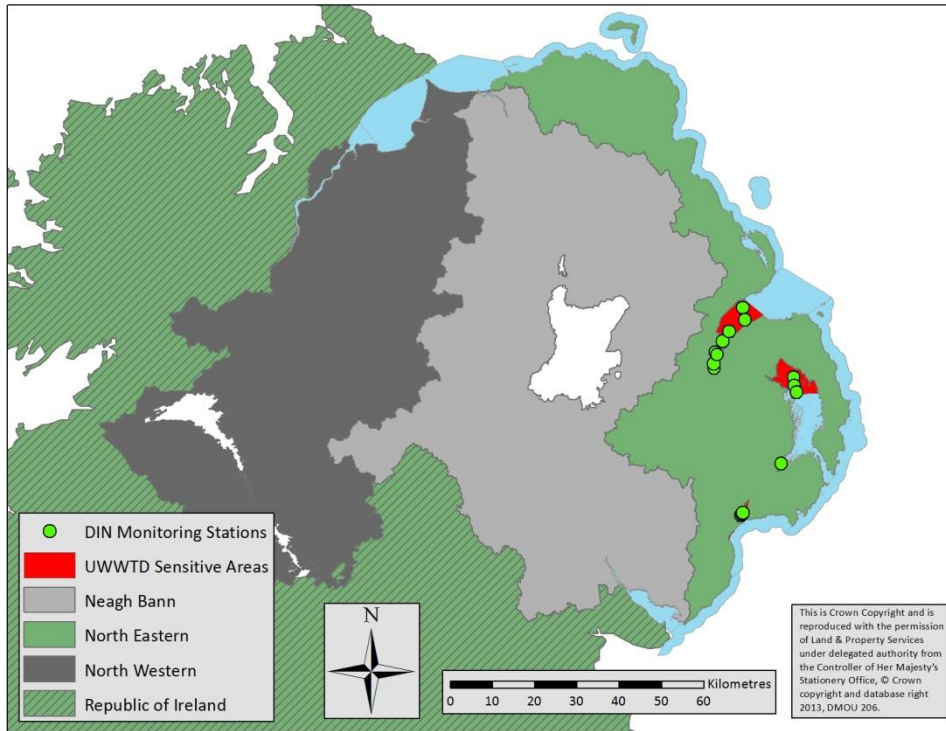 DIN Monitoring Stations
UWWTD Sensitive Areas
Neagh Bann
North Eastern
North Western
Republic of Ireland
N
Kilometres
0 10 20 30 40 50 60
This is Crown Copyright and is
reproduced with the permission
of Land & Property Services
under delegated authority from
the Controller of Her Majesty's
Stationery Office, © Crown
copyright and database right
2013, DMOU 206.